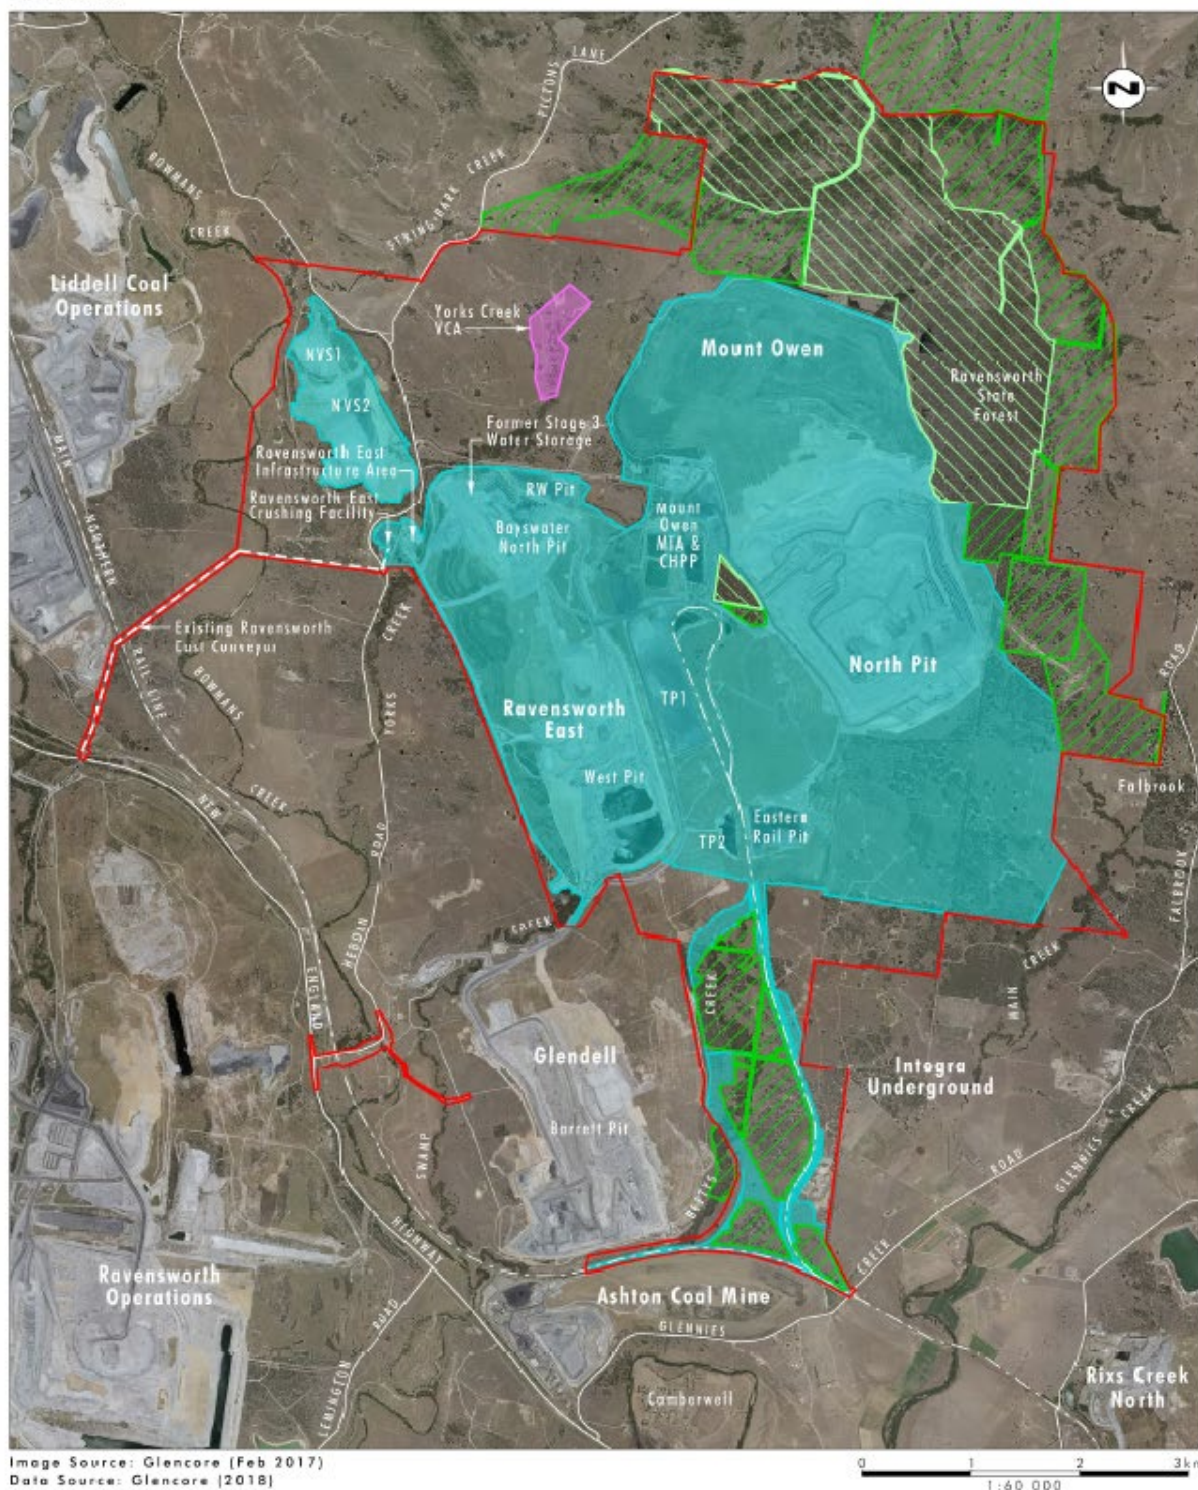 PICTONS LANE
N
BOWMANS
CREEK
STRINGBARK CREEK
Liddell Coal
Operations
Yorks Creek
VCA
Mount Owen
NVS1
NVS2
Ravensworth
State
Forest
Former Stage 3
Water Storage
Ravensworth East
Infrastructure Area
RW Pit
Ravensworth East
Crushing Facility
Mount
Owen
MIA &
CHPP
Bayswater
North Pit
MAIN
NORTHERN
RAIL LINE
Existing Ravensworth
East Conveyor
CREEK
YORKS
BOWMANS
CREEK
North Pit
ROAD
Ravensworth
East
TP1
West Pit
NEW
ENGLAND
HIGHWAY
Falbrook
Eastern
Rail Pit
TP2
HEBDEN
ROAD
FALBROOK
CREEK
CREEK
MAIN
CREEK
Glendell
Integra
Underground
Barrett Pit
SWAMP
BETTYS
GLENNIES CREEK
ROAD
CREEK
Ravensworth
Operations
Ashton Coal Mine
GLENNIES
ROAD
LEMINGTON
Camberwell
Rixs Creek
North
Image Source: Glencore (Feb 2017)
Data Source: Glencore (2018)
0 1 2 3km
1:60 000